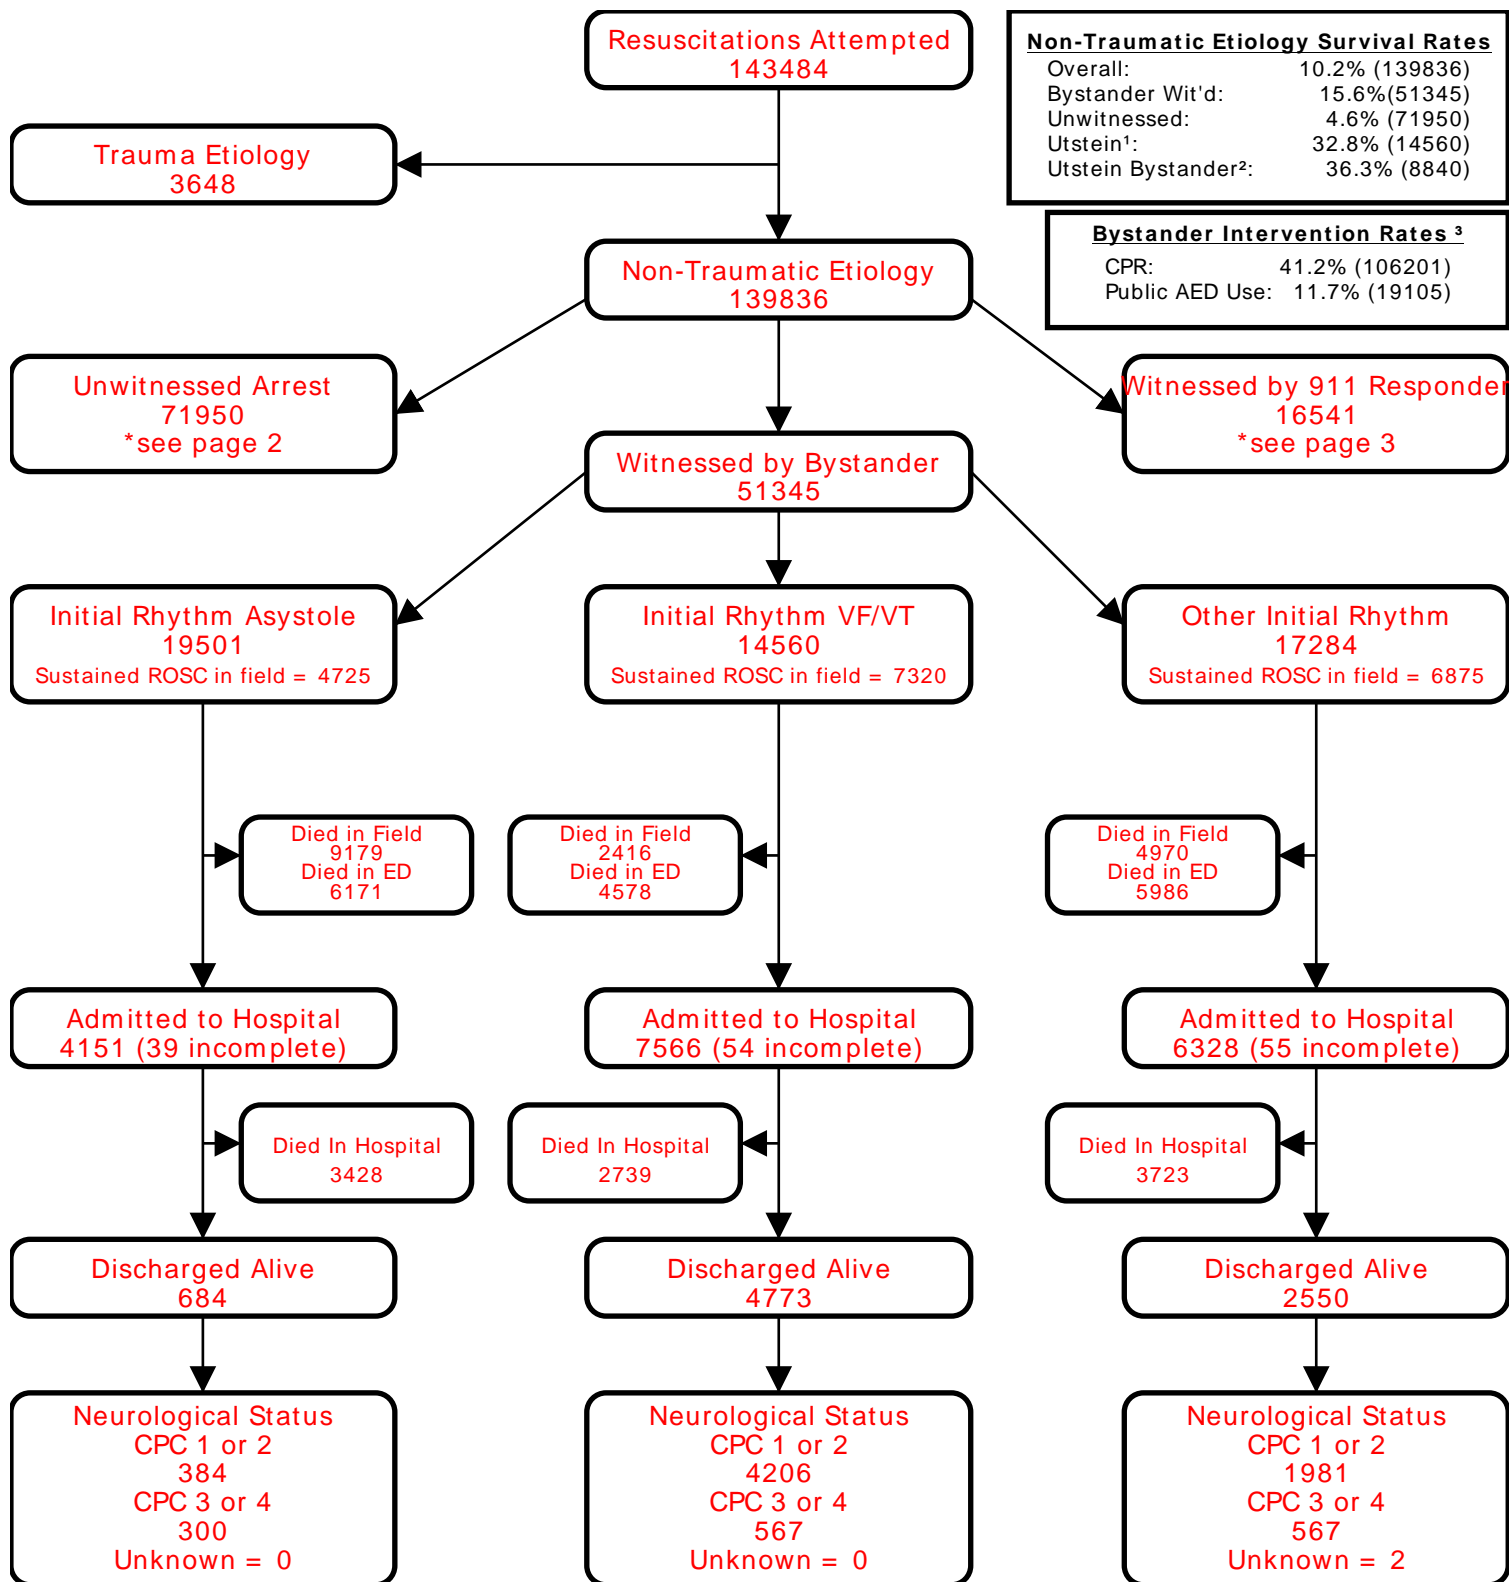 Resuscitations Attempted
143484
Non-Traumatic Etiology Survival Rates
Overall: 10.2% (139836)
Bystander Wit'd: 15.6%(51345)
Unwitnessed: 4.6% (71950)
Utstein¹: 32.8% (14560)
Utstein Bystander²: 36.3% (8840)
Trauma Etiology
3648
Bystander Intervention Rates ³
CPR: 41.2% (106201)
Public AED Use: 11.7% (19105)
Non-Traumatic Etiology
139836
Unwitnessed Arrest
71950
*see page 2
Witnessed by Bystander
51345
Witnessed by 911 Responder
16541
*see page 3
Initial Rhythm Asystole
19501
Sustained ROSC in field = 4725
Initial Rhythm VF/VT
14560
Sustained ROSC in field = 7320
Other Initial Rhythm
17284
Sustained ROSC in field = 6875
Died in Field
9179
Died in ED
6171
Died in Field
2416
Died in ED
4578
Died in Field
4970
Died in ED
5986
Admitted to Hospital
4151 (39 incomplete)
Admitted to Hospital
7566 (54 incomplete)
Admitted to Hospital
6328 (55 incomplete)
Died In Hospital
3428
Died In Hospital
2739
Died In Hospital
3723
Discharged Alive
684
Discharged Alive
4773
Discharged Alive
2550
Neurological Status
CPC 1 or 2
384
CPC 3 or 4
300
Unknown = 0
Neurological Status
CPC 1 or 2
4206
CPC 3 or 4
567
Unknown = 0
Neurological Status
CPC 1 or 2
1981
CPC 3 or 4
567
Unknown = 2